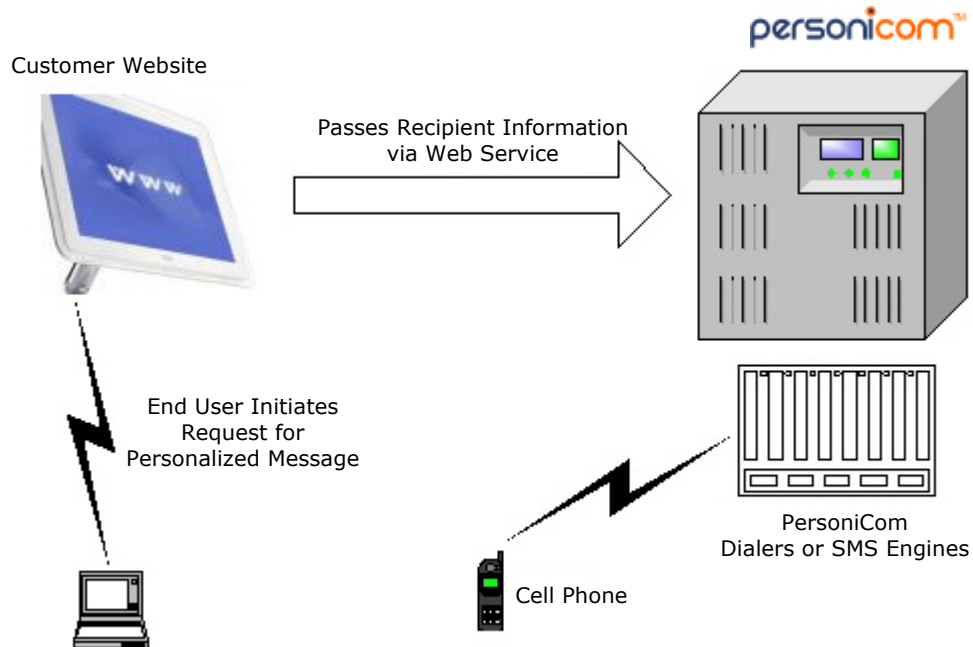 personicom™
Customer Website
www
Passes Recipient Information
via Web Service
End User Initiates
Request for
Personalized Message
PersoniCom
Dialers or SMS Engines
Cell Phone